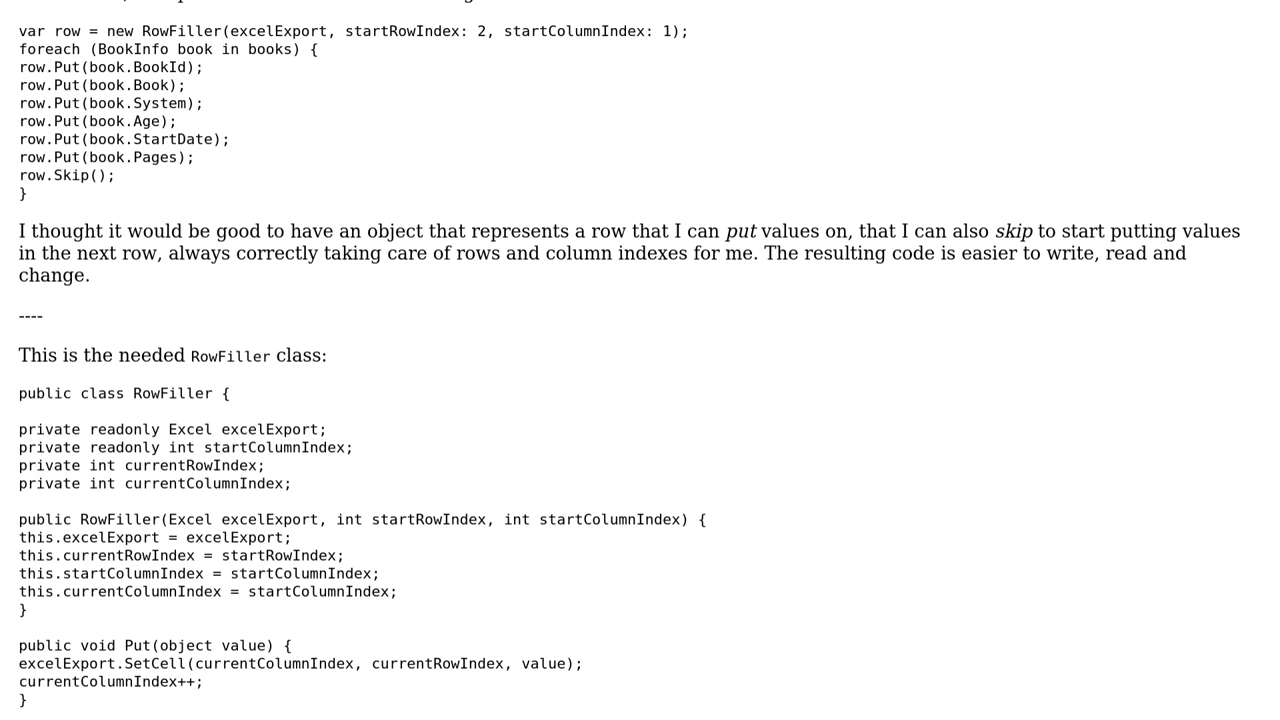 var row = new RowFiller(excelExport, startRowIndex: 2, startColumnIndex: 1);
foreach (BookInfo book in books) {
row.Put(book.BookId);
row.Put(book.Book);
row.Put(book.System);
row.Put(book.Age);
row.Put(book.StartDate);
row.Put(book.Pages);
row.Skip();
}
I thought it would be good to have an object that represents a row that I can put values on, that I can also skip to start putting values
in the next row, always correctly taking care of rows and column indexes for me. The resulting code is easier to write, read and
change.
----
This is the needed RowFiller class:
public class RowFiller {
private readonly Excel excelExport;
private readonly int startColumnIndex;
private int currentRowIndex;
private int currentColumnIndex;
public RowFiller(Excel excelExport, int startRowIndex, int startColumnIndex) {
this.excelExport = excelExport;
this.currentRowIndex = startRowIndex;
this.startColumnIndex = startColumnIndex;
this.currentColumnIndex = startColumnIndex;
}
public void Put(object value) {
excelExport.SetCell(currentColumnIndex, currentRowIndex, value);
currentColumnIndex++;
}